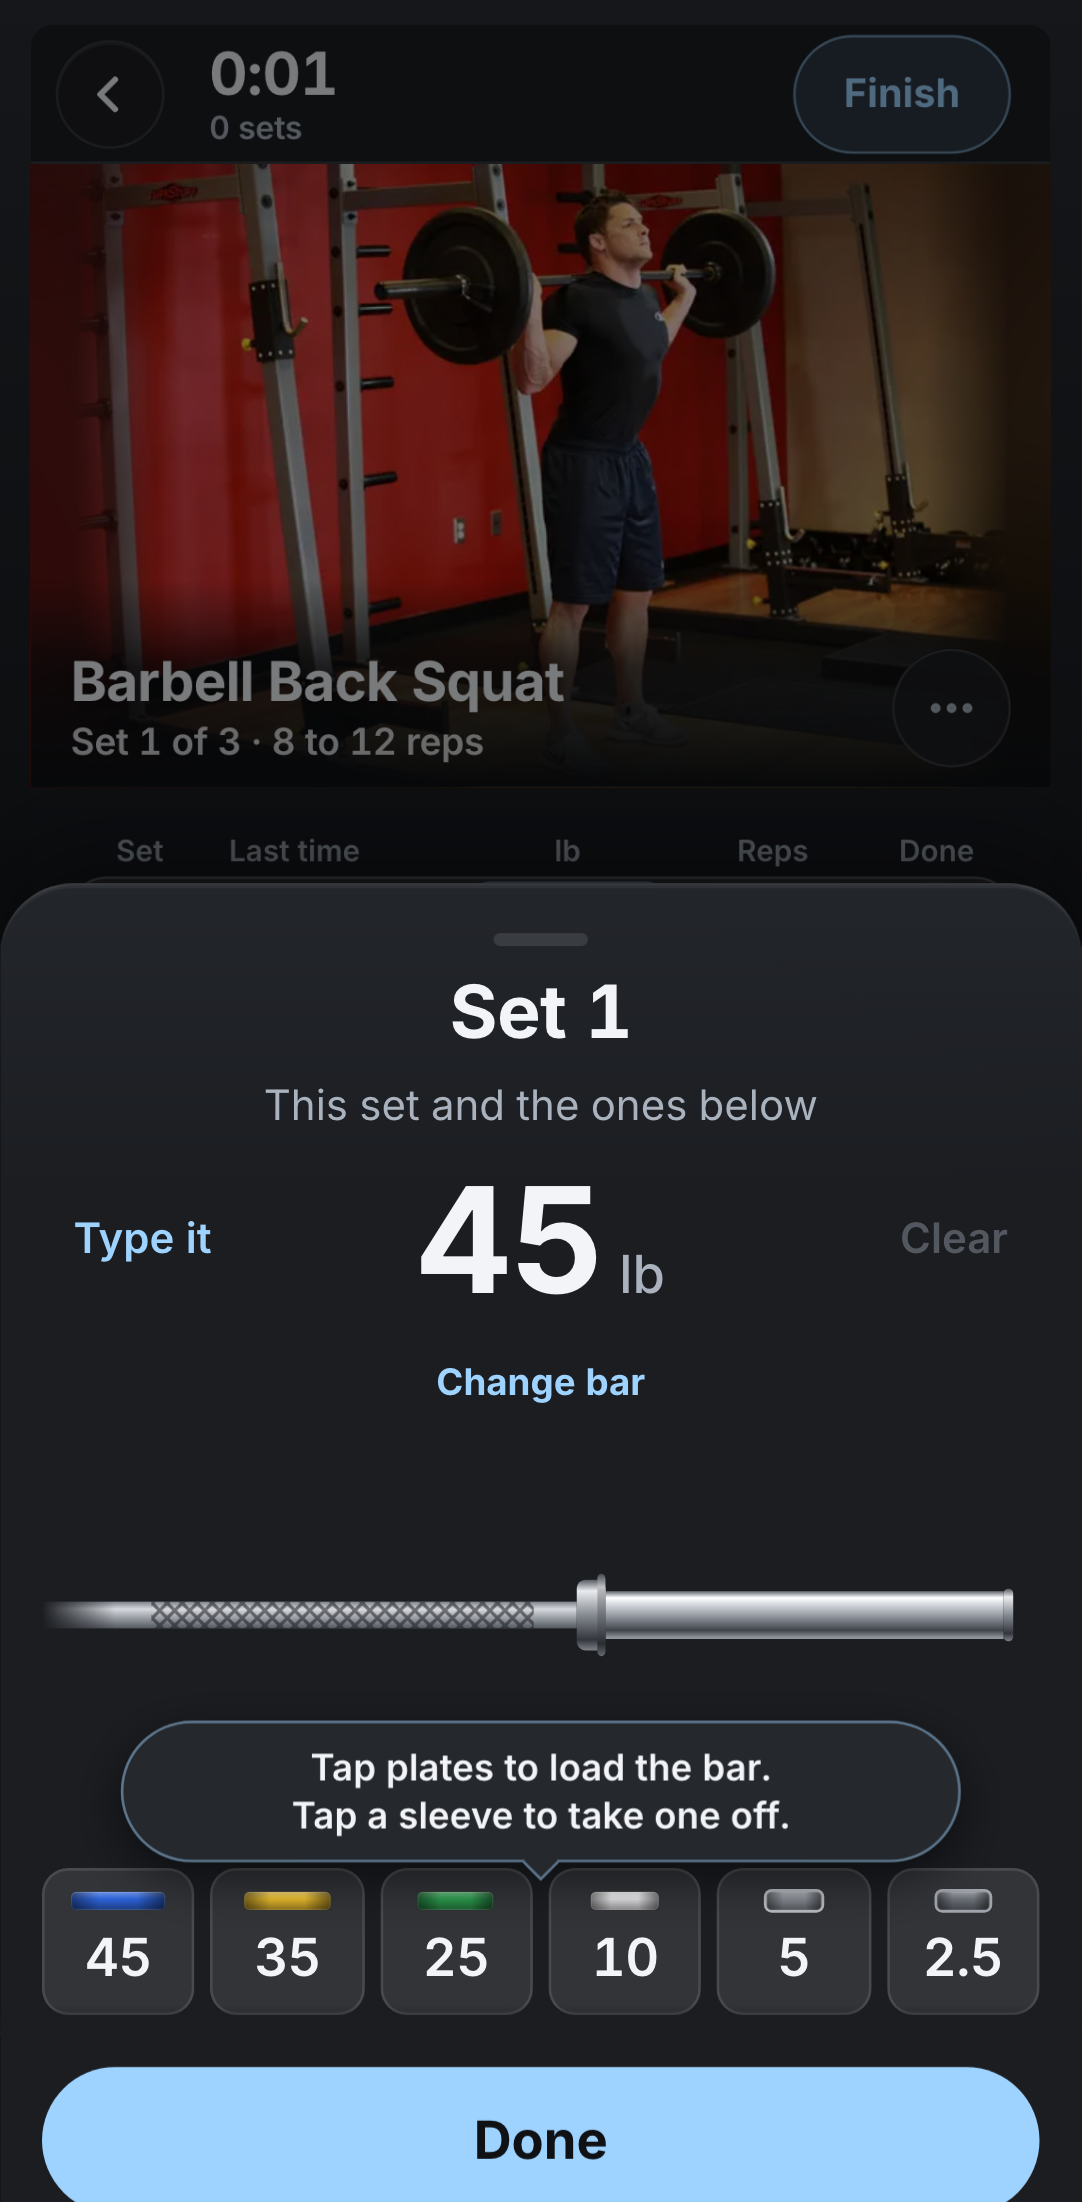 0:01
0 sets
Finish
Barbell Back Squat
Set 1 of 3 · 8 to 12 reps
Set Last time lb Reps Done
Set 1
This set and the ones below
Type it
45 lb
Clear
Change bar
Tap plates to load the bar.
Tap a sleeve to take one off.
45 35 25 10 5 2.5
Done